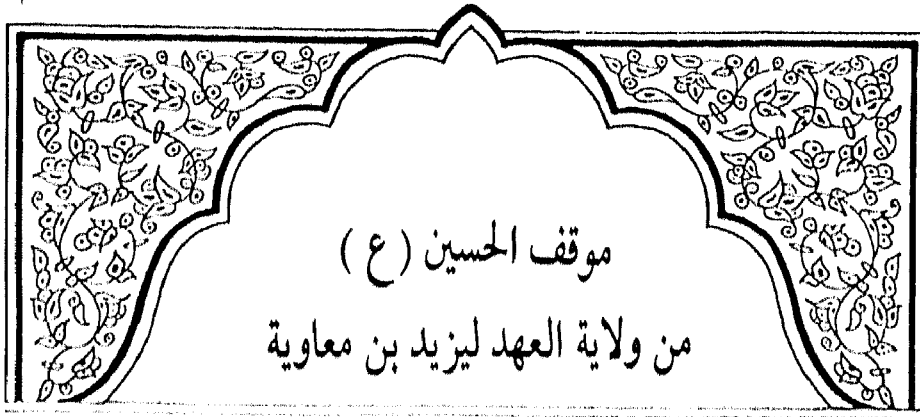 موقف الحسين (ع)
من ولاية العهد ليزيد بن معاوية